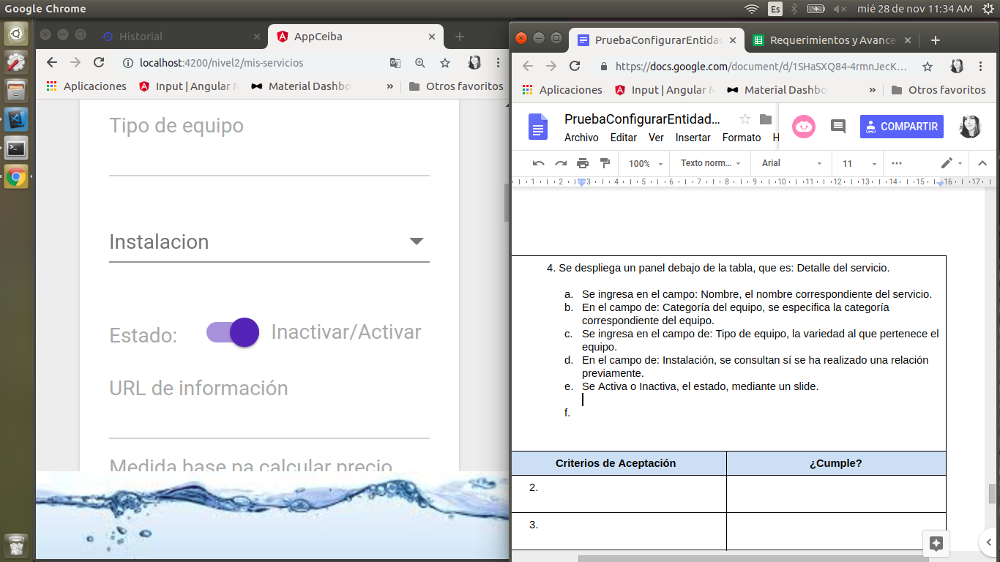 Google Chrome
Es
mié 28 de nov 11:34 AM
Historial
AppCeiba
localhost:4200/nivel2/mis-servicios
Aplicaciones
Input | Angular M
Material Dashbo
»
Otros favoritos
Tipo de equipo
Instalacion
Estado:
Inactivar/Activar
URL de información
Medida base pa calcular precio
PruebaConfigurarEntidad
Requerimientos y Avance
https://docs.google.com/document/d/1SHaSXQ84-4rmnJecK...
Aplicaciones
Input | Angular M
Material Dashbo
»
Otros favoritos
PruebaConfigurarEntidad...
COMPARTIR
Archivo Editar Ver Insertar Formato H
100%
Texto norm...
Arial
11
1 2 3 4 5 6 7 8 9 10 11 12 13 14 15 16 17
4. Se despliega un panel debajo de la tabla, que es: Detalle del servicio.
a. Se ingresa en el campo: Nombre, el nombre correspondiente del servicio.
b. En el campo de: Categoría del equipo, se especifica la categoría
correspondiente del equipo.
c. Se ingresa en el campo de: Tipo de equipo, la variedad al que pertenece el
equipo.
d. En el campo de: Instalación, se consultan sí se ha realizado una relación
previamente.
e. Se Activa o Inactiva, el estado, mediante un slide.
f.
Criterios de Aceptación
¿Cumple?
2.
3.